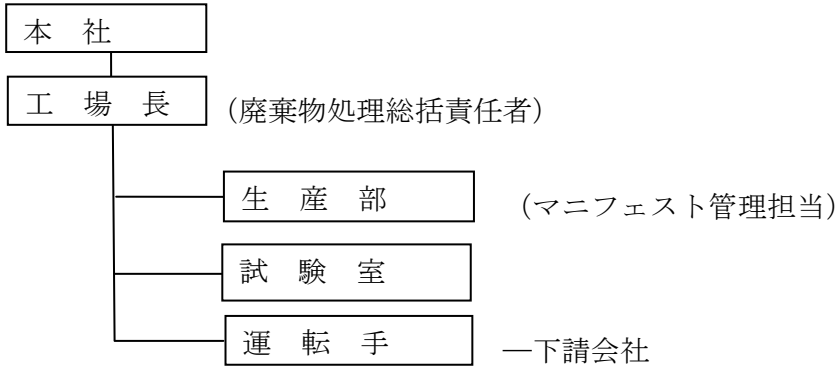 本 社
工 場 長 (廃棄物処理総括責任者)
生 産 部 (マニフェスト管理担当)
試 験 室
運 転 手 ―下請会社